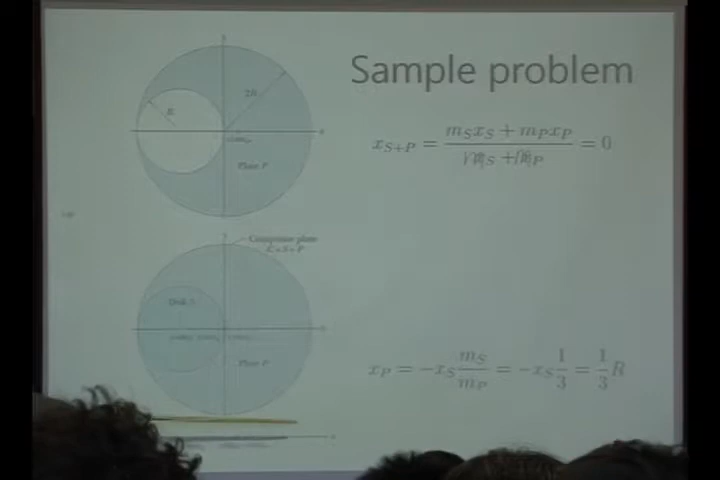 Sample problem
2R
R
x_{S+P} = \frac{m_S x_S + m_P x_P}{m_S + m_P} = 0
Plate P
Composite plate
C = S + P
Disk S
Plate P
x_P = -x_S \frac{m_S}{m_P} = -x_S \frac{1}{3} = \frac{1}{3} R